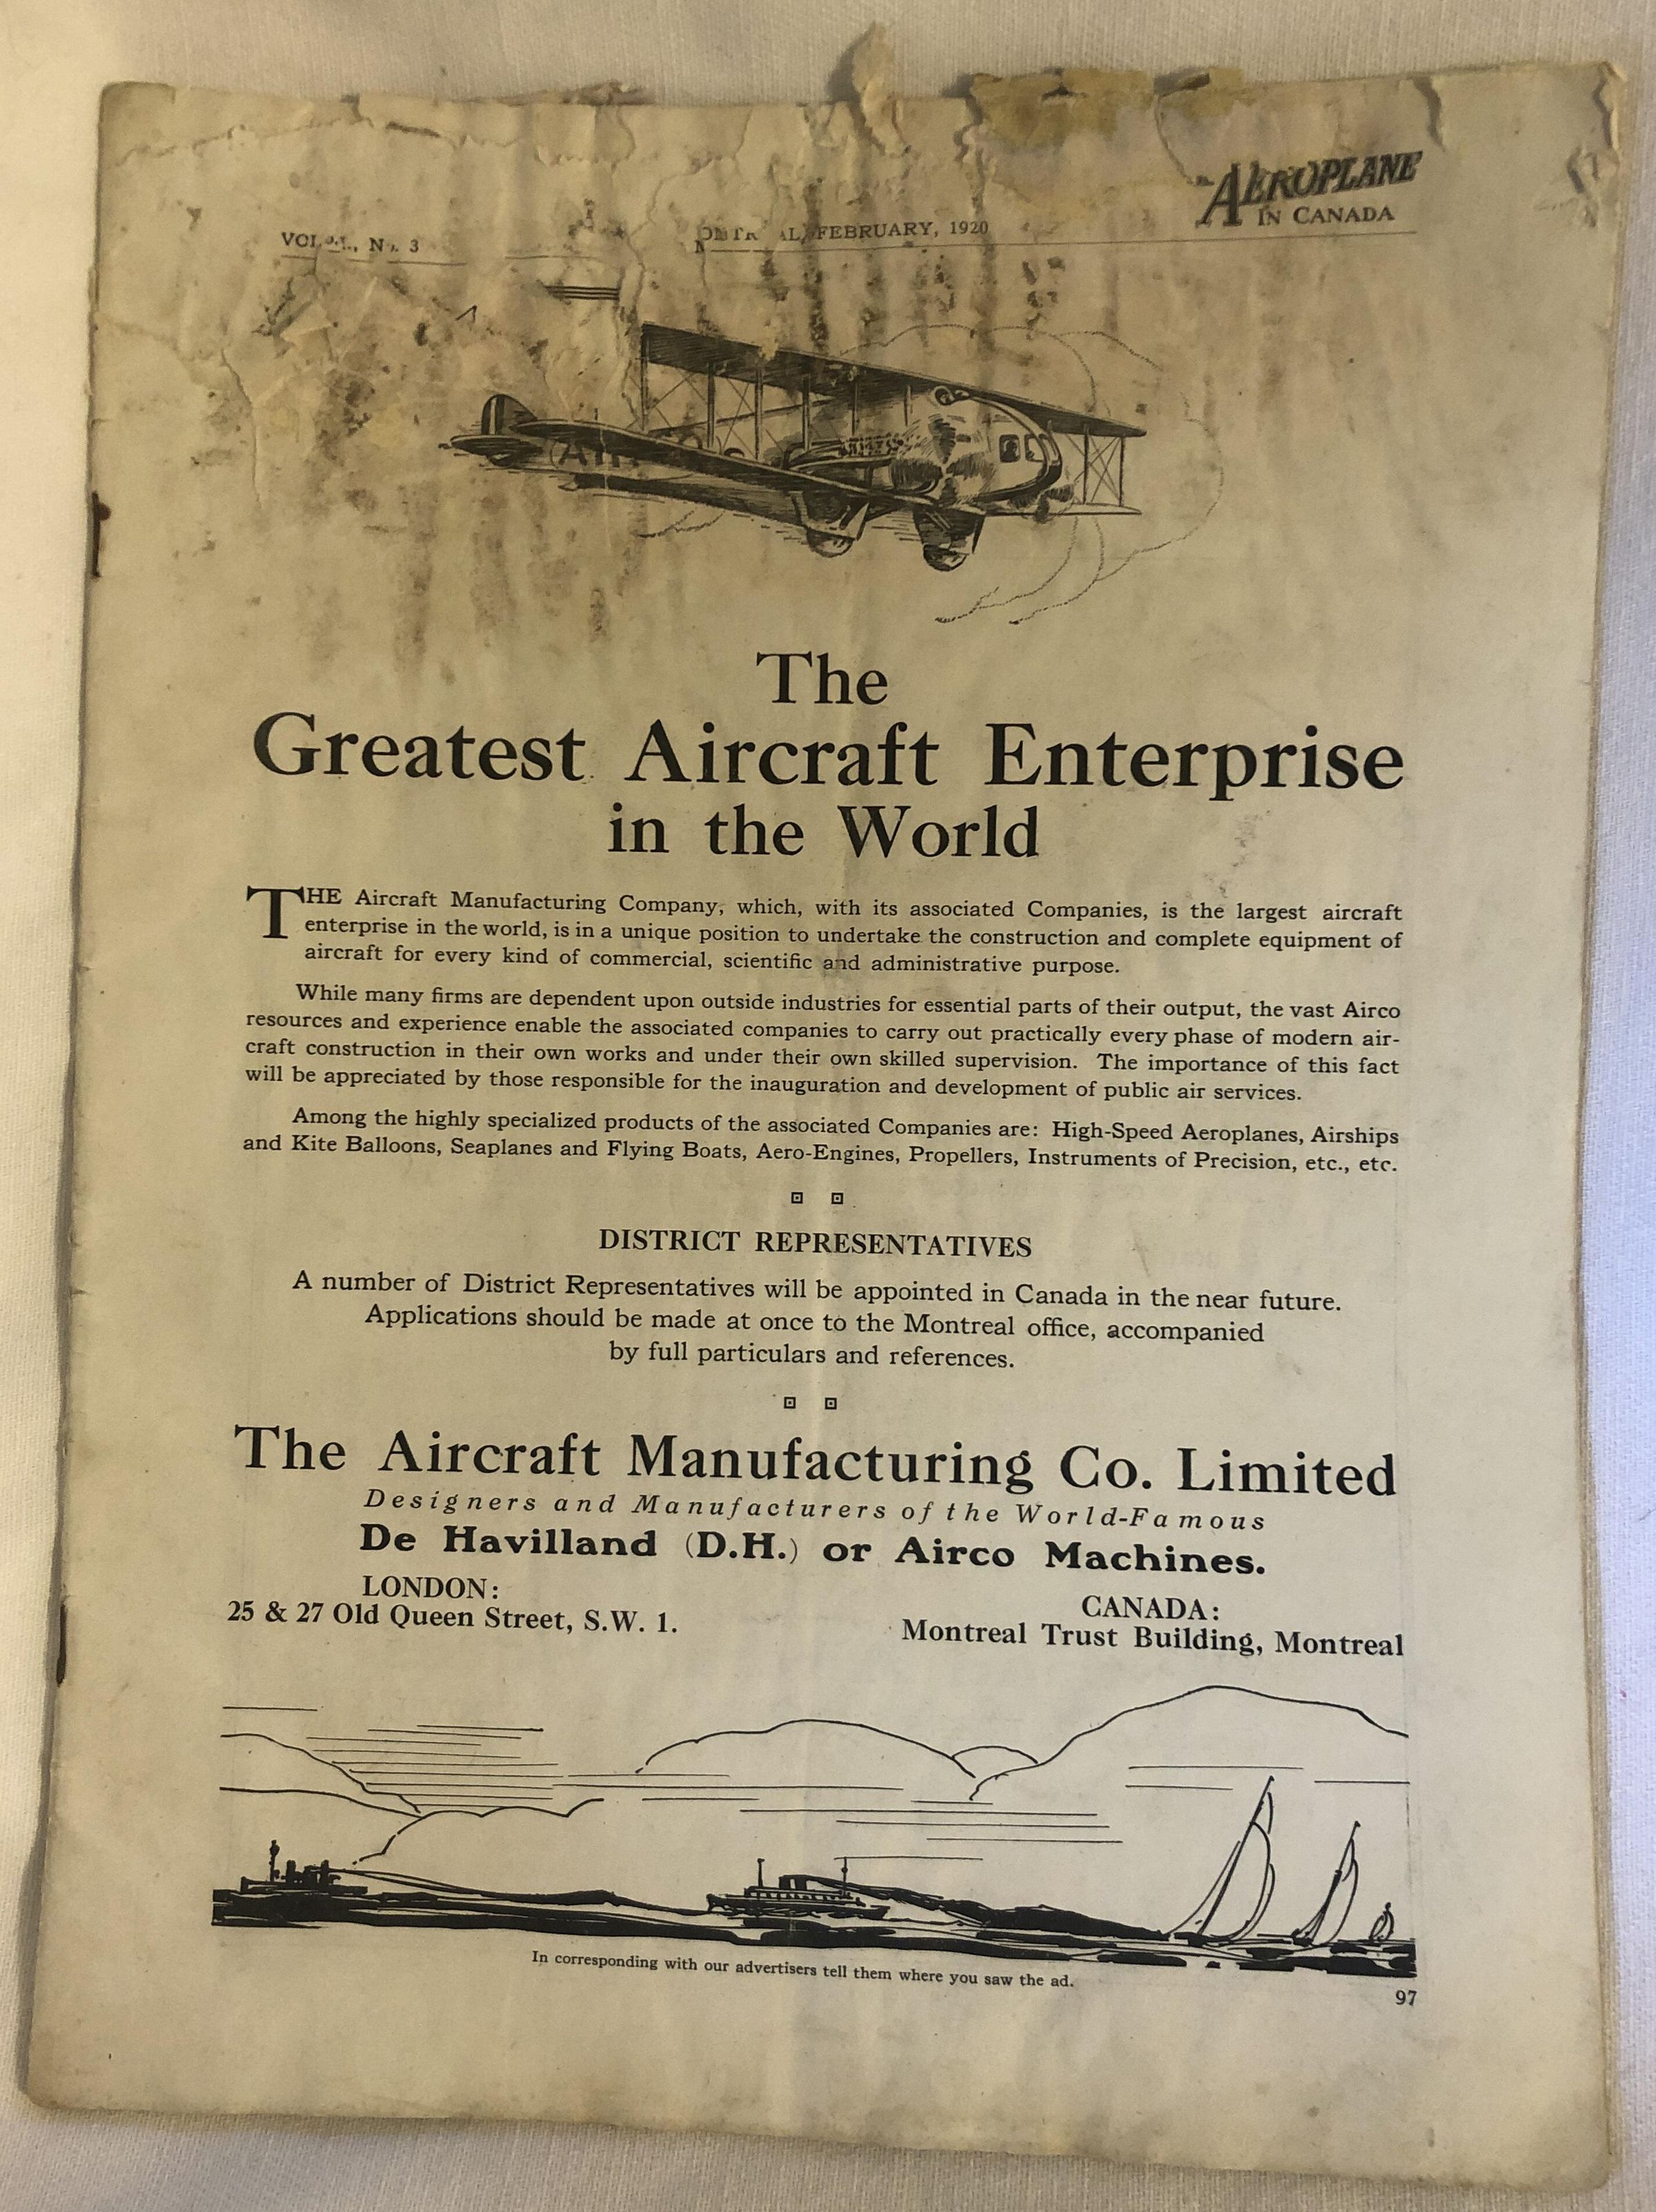 AEROPLANE
IN CANADA
VOL. I., No. 3
FEBRUARY, 1920
The
Greatest Aircraft Enterprise
in the World
THE Aircraft Manufacturing Company, which, with its associated Companies, is the largest aircraft
enterprise in the world, is in a unique position to undertake the construction and complete equipment of
aircraft for every kind of commercial, scientific and administrative purpose.
While many firms are dependent upon outside industries for essential parts of their output, the vast Airco
resources and experience enable the associated companies to carry out practically every phase of modern air-
craft construction in their own works and under their own skilled supervision. The importance of this fact
will be appreciated by those responsible for the inauguration and development of public air services.
Among the highly specialized products of the associated Companies are: High-Speed Aeroplanes, Airships
and Kite Balloons, Seaplanes and Flying Boats, Aero-Engines, Propellers, Instruments of Precision, etc., etc.
DISTRICT REPRESENTATIVES
A number of District Representatives will be appointed in Canada in the near future.
Applications should be made at once to the Montreal office, accompanied
by full particulars and references.
The Aircraft Manufacturing Co. Limited
Designers and Manufacturers of the World-Famous
De Havilland (D.H.) or Airco Machines.
LONDON:
25 & 27 Old Queen Street, S.W. 1.
CANADA:
Montreal Trust Building, Montreal
In corresponding with our advertisers tell them where you saw the ad.
97